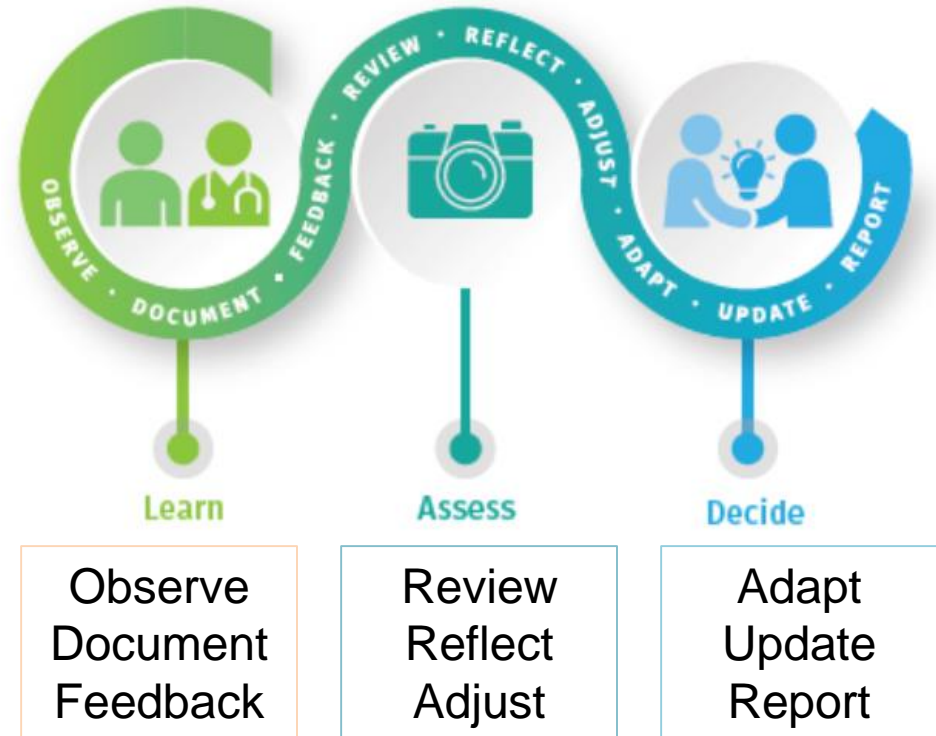 OBSERVE · DOCUMENT · FEEDBACK · REVIEW · REFLECT · ADJUST · ADAPT · UPDATE · REPORT
Learn
Assess
Decide
Observe
Document
Feedback
Review
Reflect
Adjust
Adapt
Update
Report